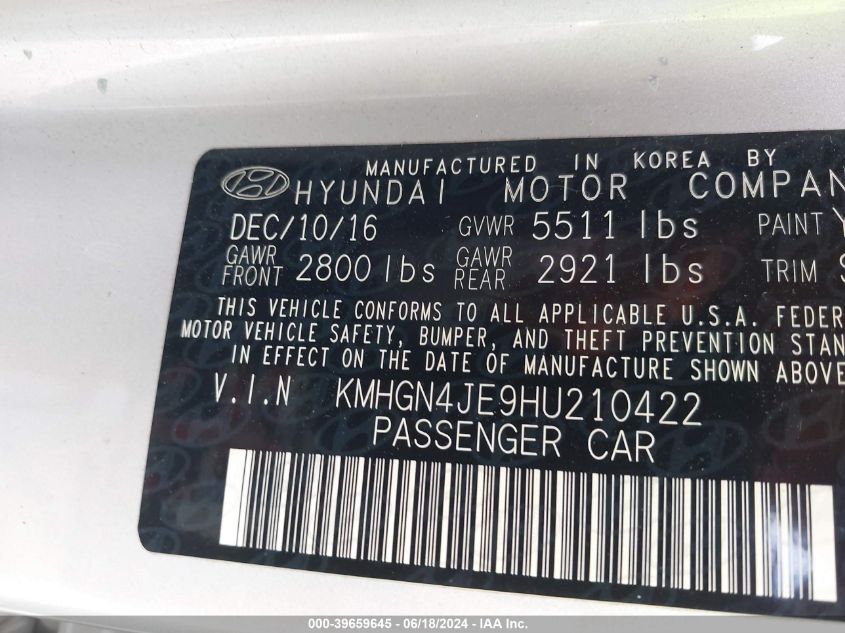 MANUFACTURED IN KOREA BY
HYUNDAI MOTOR COMPAN
DEC/10/16 GVWR 5511 lbs PAINT
GAWR FRONT 2800 lbs GAWR REAR 2921 lbs TRIM
THIS VEHICLE CONFORMS TO ALL APPLICABLE U.S.A. FEDER
MOTOR VEHICLE SAFETY, BUMPER, AND THEFT PREVENTION STAN
IN EFFECT ON THE DATE OF MANUFACTURE SHOWN ABOVE
V.I.N KMHGN4JE9HU210422
PASSENGER CAR
000-39659645 - 06/18/2024 - IAA Inc.